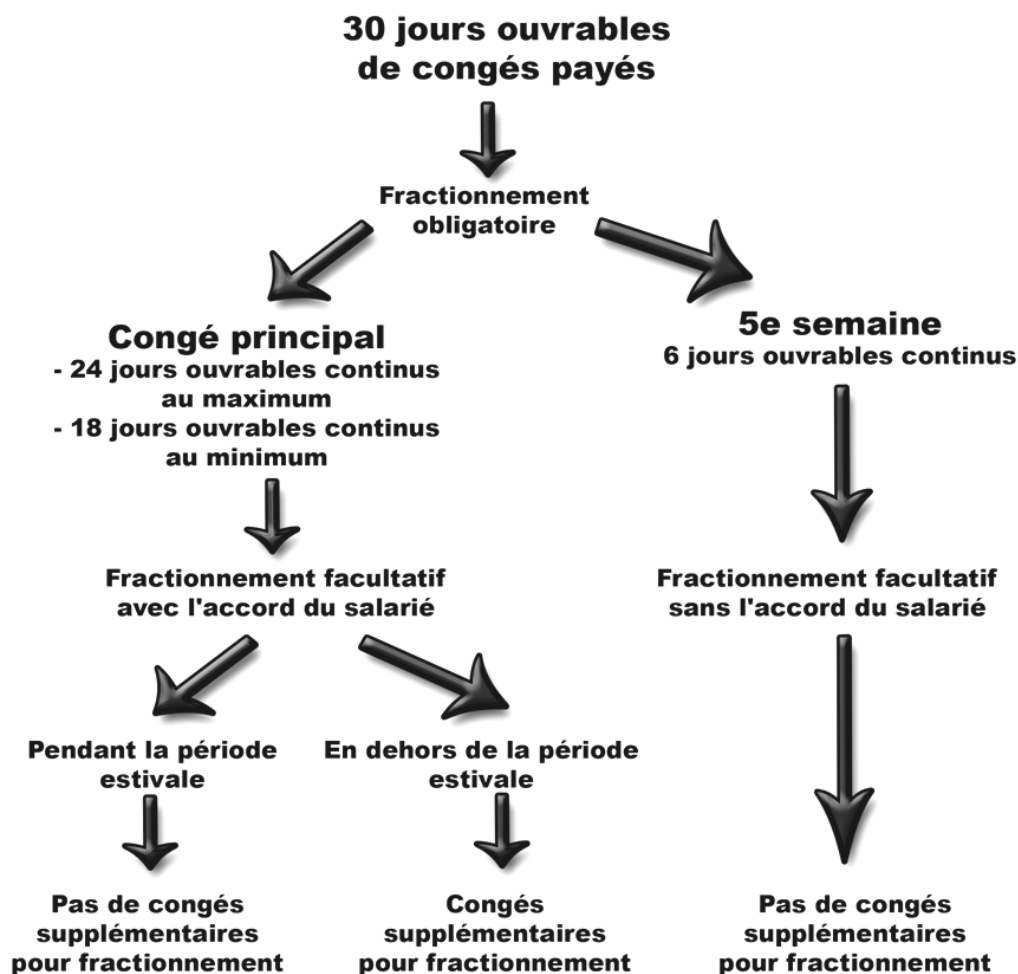 30 jours ouvrables
de congés payés
Fractionnement
obligatoire
Congé principal
- 24 jours ouvrables continus
au maximum
- 18 jours ouvrables continus
au minimum
5e semaine
6 jours ouvrables continus
Fractionnement facultatif
avec l'accord du salarié
Fractionnement facultatif
sans l'accord du salarié
Pendant la période
estivale
En dehors de la période
estivale
Pas de congés
supplémentaires
pour fractionnement
Congés
supplémentaires
pour fractionnement
Pas de congés
supplémentaires
pour fractionnement